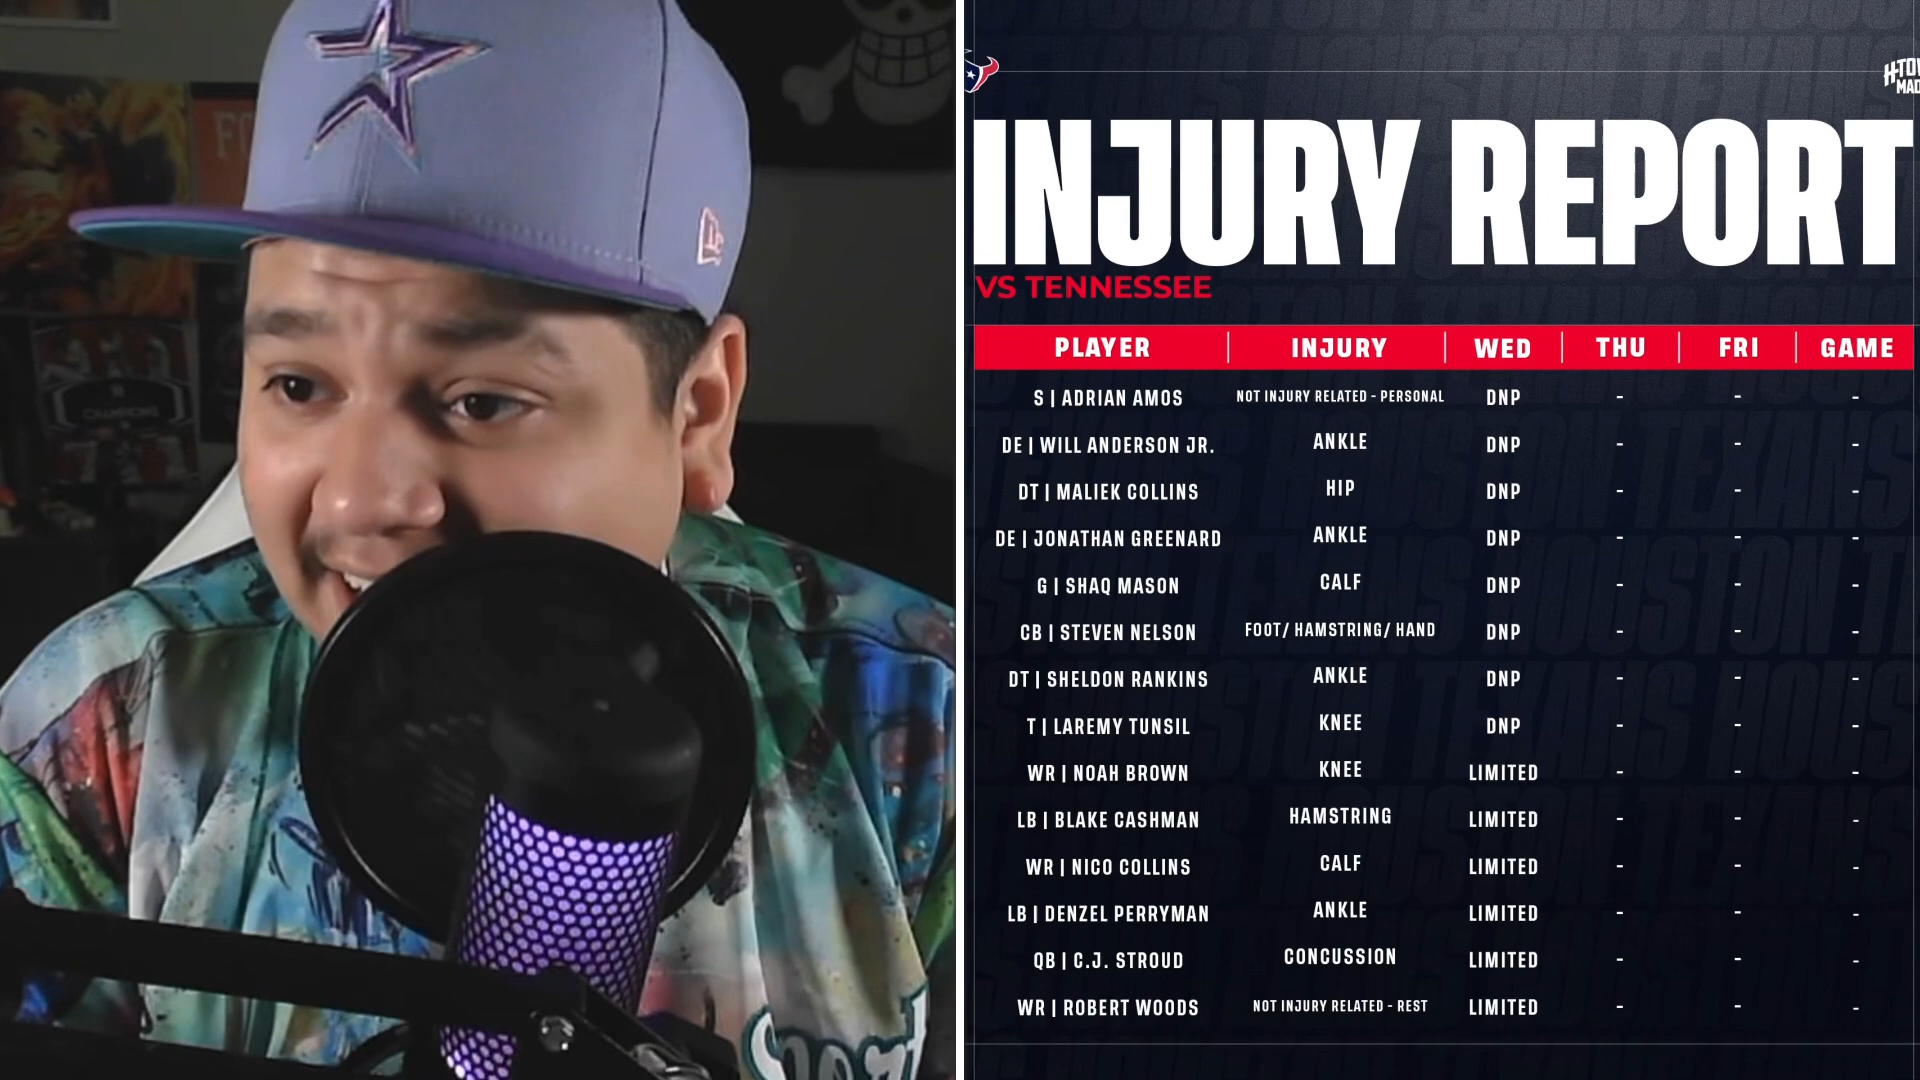 CHAMPIONS
INJURY REPORT
VS TENNESSEE
PLAYER INJURY WED THU FRI GAME
S | ADRIAN AMOS NOT INJURY RELATED - PERSONAL DNP - - -
DE | WILL ANDERSON JR. ANKLE DNP - - -
DT | MALIEK COLLINS HIP DNP - - -
DE | JONATHAN GREENARD ANKLE DNP - - -
G | SHAQ MASON CALF DNP - - -
CB | STEVEN NELSON FOOT/ HAMSTRING/ HAND DNP - - -
DT | SHELDON RANKINS ANKLE DNP - - -
T | LAREMY TUNSIL KNEE DNP - - -
WR | NOAH BROWN KNEE LIMITED - - -
LB | BLAKE CASHMAN HAMSTRING LIMITED - - -
WR | NICO COLLINS CALF LIMITED - - -
LB | DENZEL PERRYMAN ANKLE LIMITED - - -
QB | C.J. STROUD CONCUSSION LIMITED - - -
WR | ROBERT WOODS NOT INJURY RELATED - REST LIMITED - - -